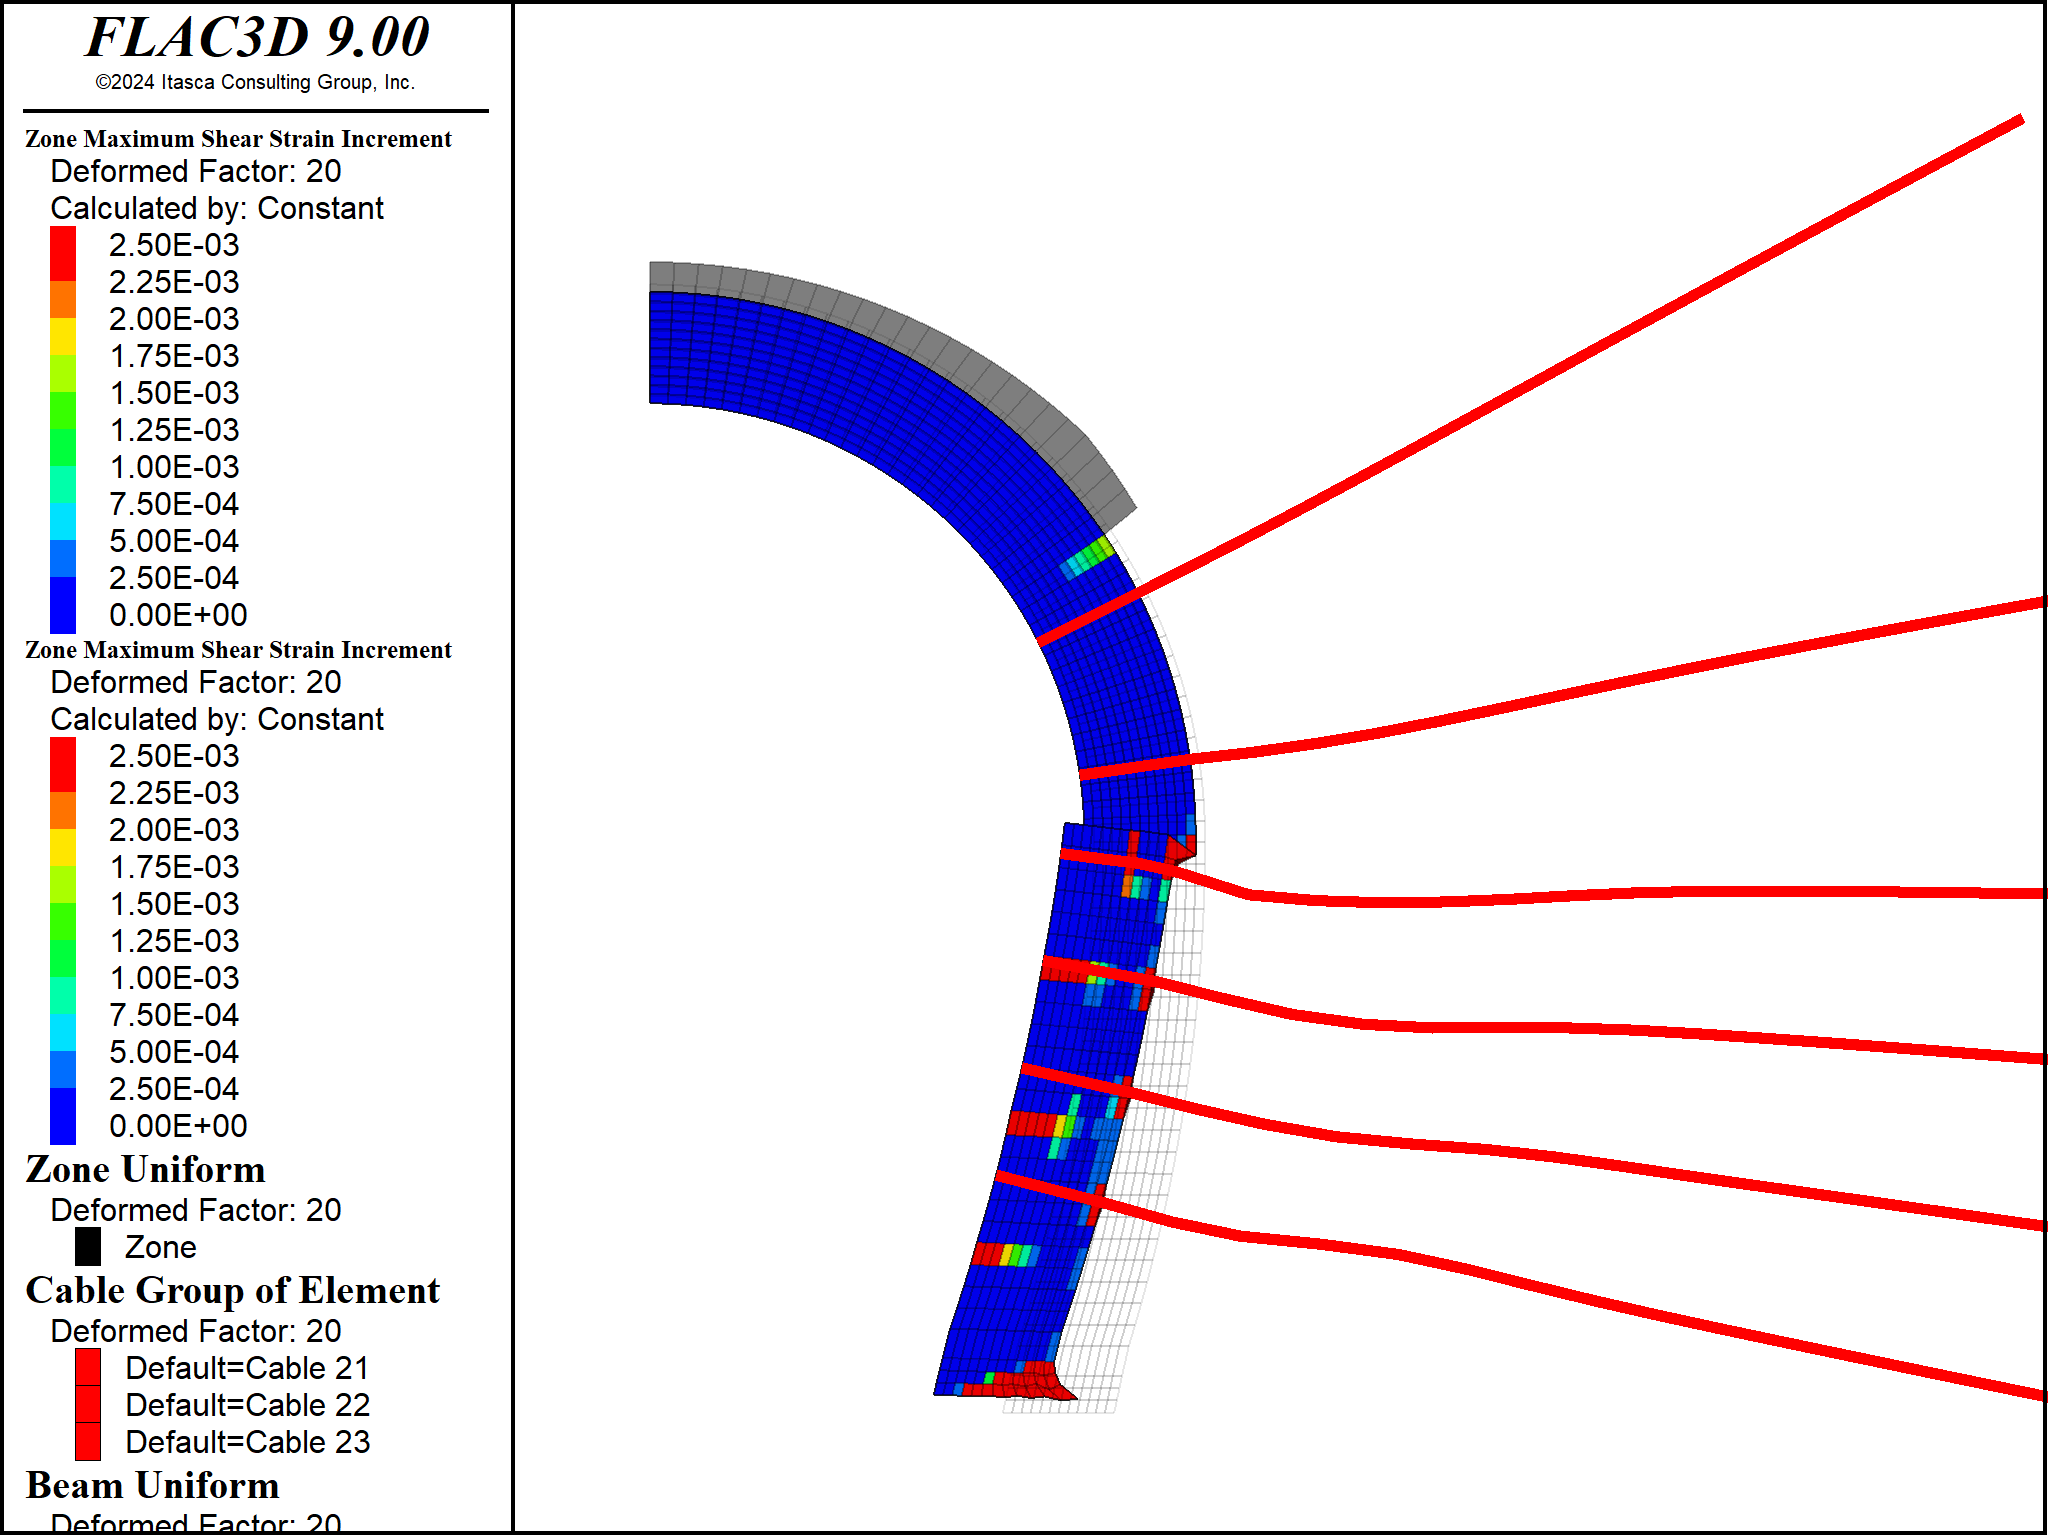 FLAC3D 9.00
©2024 Itasca Consulting Group, Inc.
Zone Maximum Shear Strain Increment
Deformed Factor: 20
Calculated by: Constant
2.50E-03
2.25E-03
2.00E-03
1.75E-03
1.50E-03
1.25E-03
1.00E-03
7.50E-04
5.00E-04
2.50E-04
0.00E+00
Zone Maximum Shear Strain Increment
Deformed Factor: 20
Calculated by: Constant
2.50E-03
2.25E-03
2.00E-03
1.75E-03
1.50E-03
1.25E-03
1.00E-03
7.50E-04
5.00E-04
2.50E-04
0.00E+00
Zone Uniform
Deformed Factor: 20
Zone
Cable Group of Element
Deformed Factor: 20
Default=Cable 21
Default=Cable 22
Default=Cable 23
Beam Uniform
Deformed Factor: 20